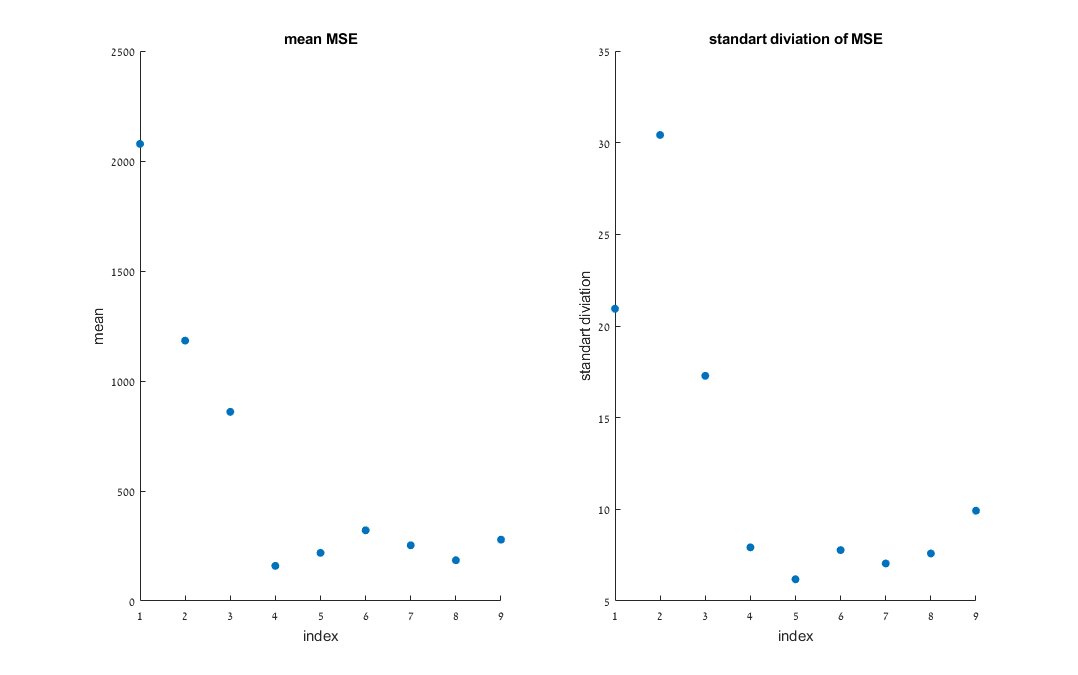 mean MSE
2500
2000
1500
1000
500
0
mean
1 2 3 4 5 6 7 8 9
index
standart diviation of MSE
35
30
25
20
15
10
5
standart diviation
1 2 3 4 5 6 7 8 9
index